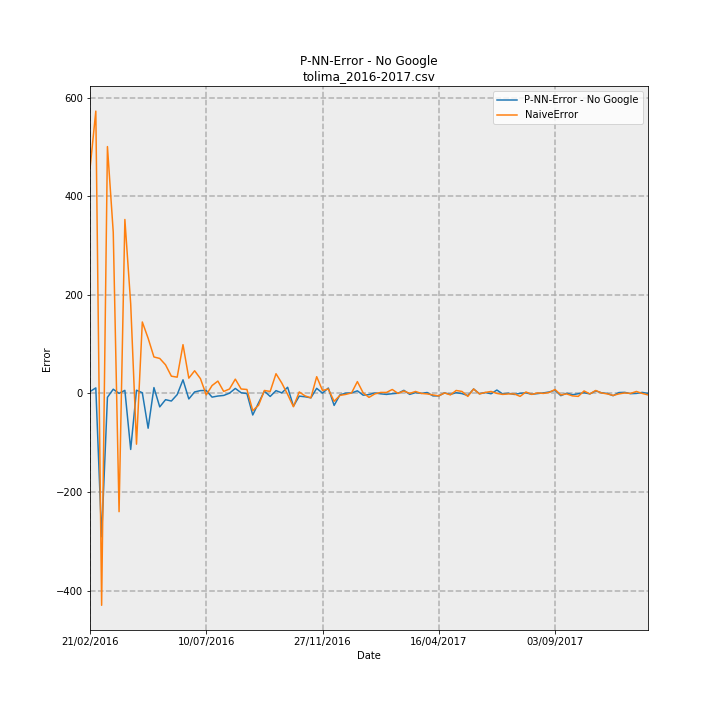 P-NN-Error - No Google
tolima_2016-2017.csv
P-NN-Error - No Google
NaiveError
600
400
200
0
−200
−400
Error
21/02/2016
10/07/2016
27/11/2016
16/04/2017
03/09/2017
Date